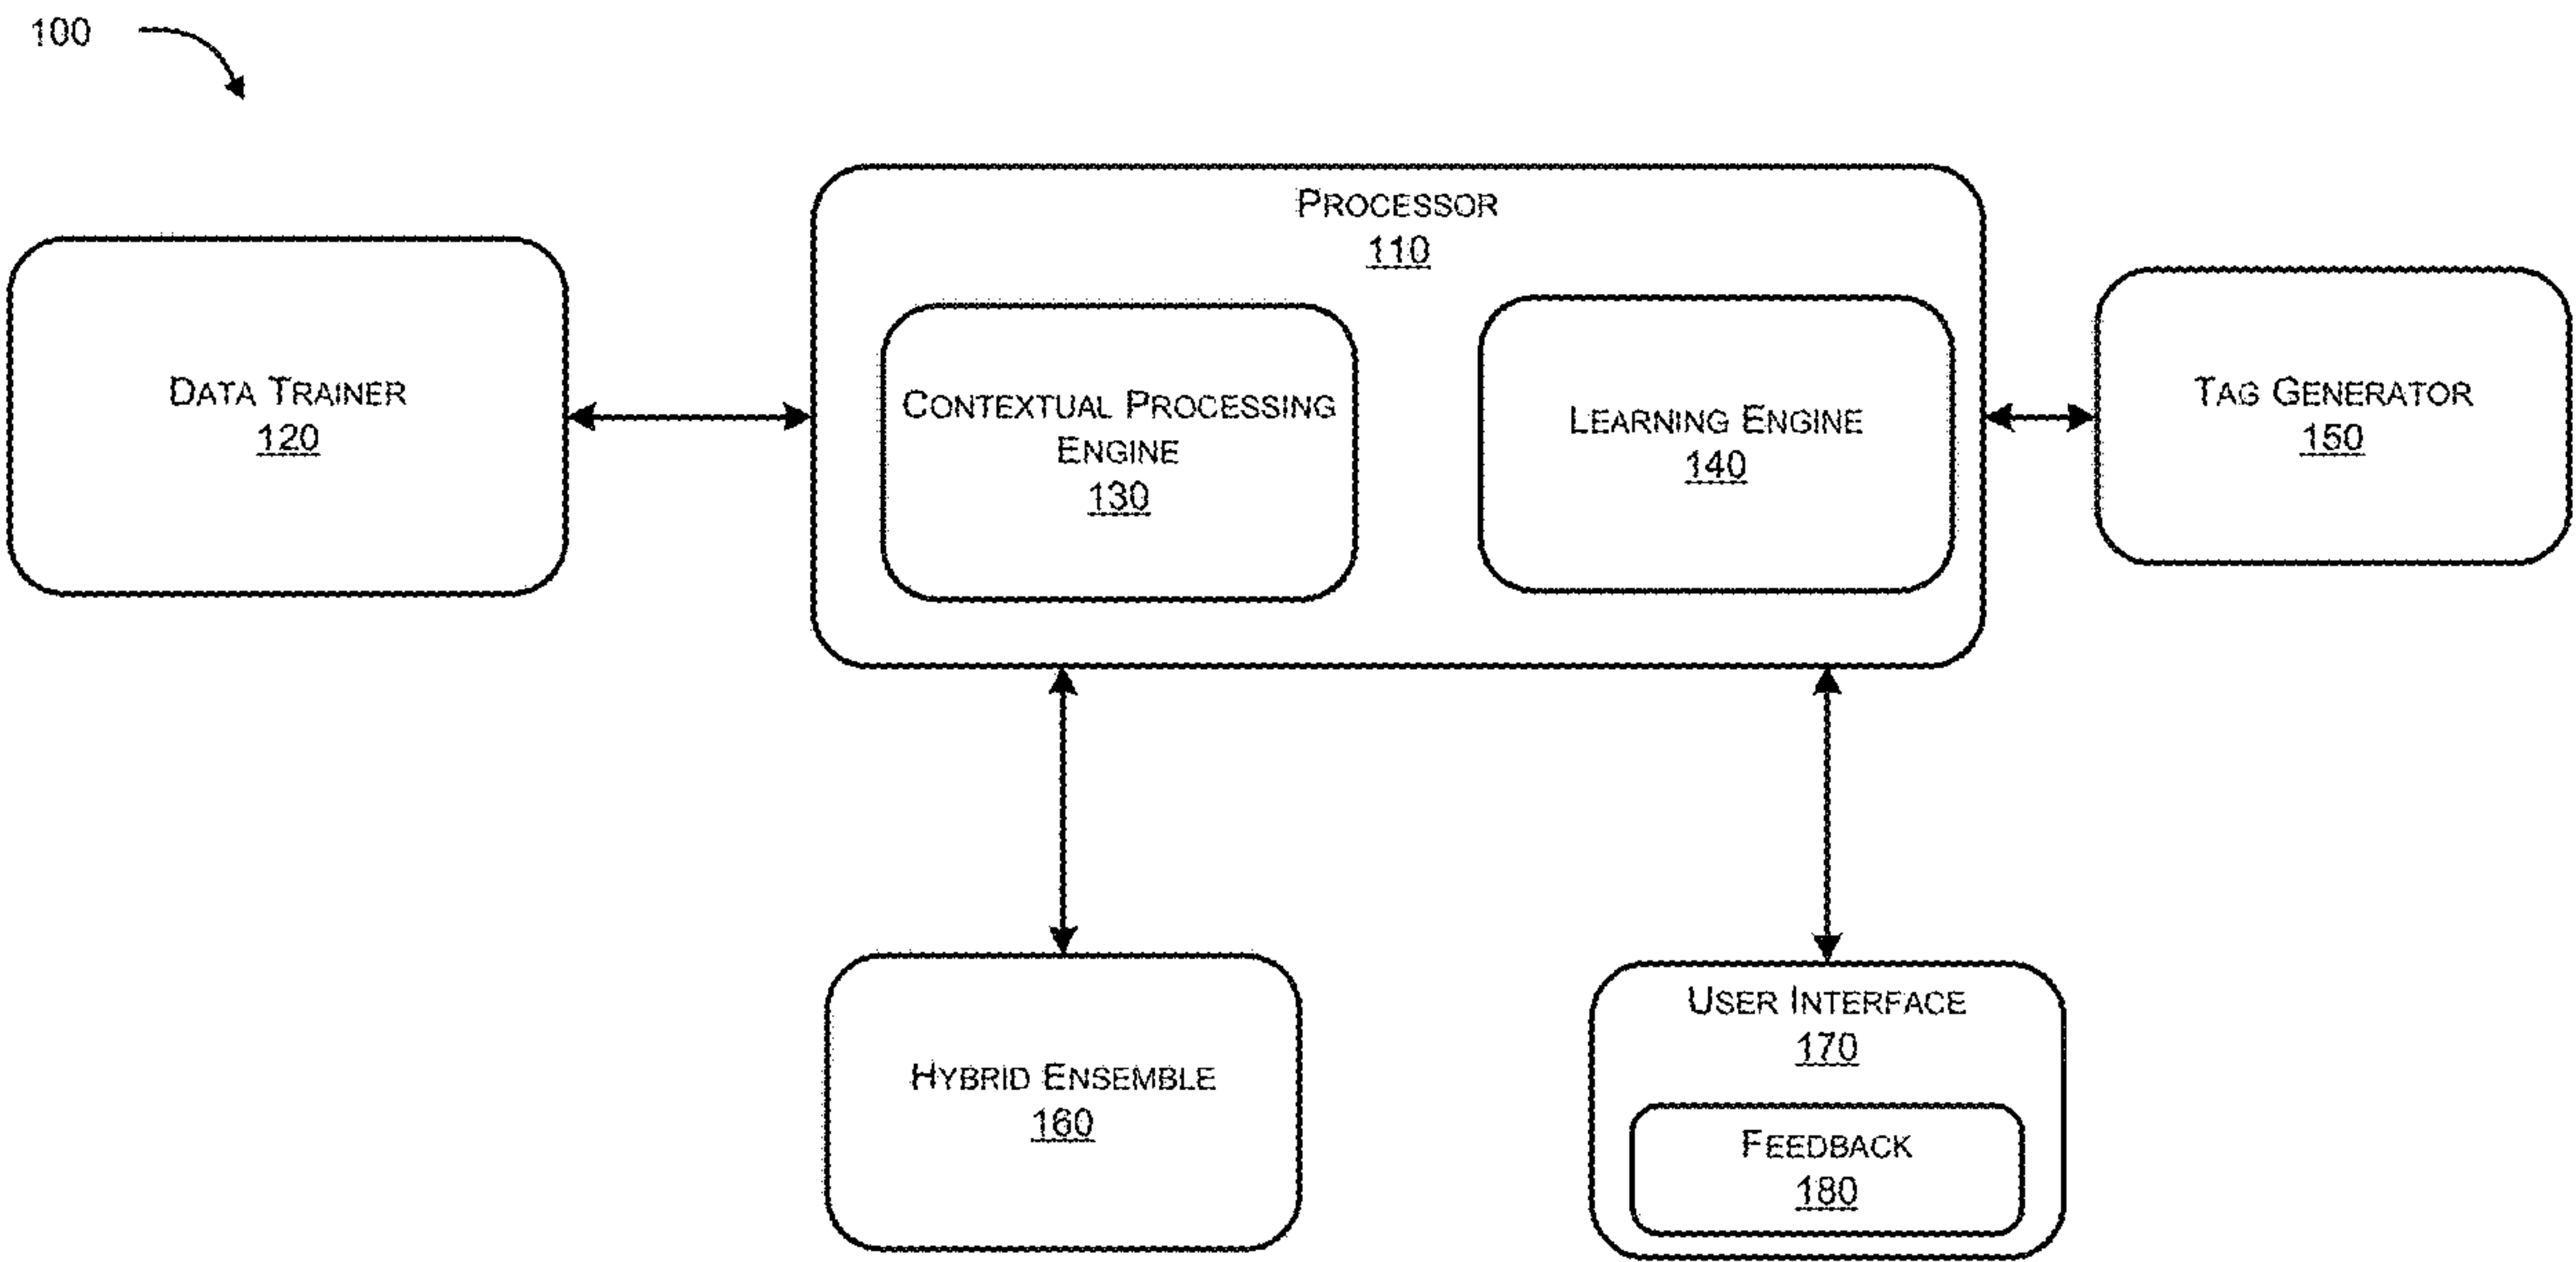 100
PROCESSOR
110
DATA TRAINER
120
CONTEXTUAL PROCESSING
ENGINE
130
LEARNING ENGINE
140
TAG GENERATOR
150
HYBRID ENSEMBLE
160
USER INTERFACE
170
FEEDBACK
180